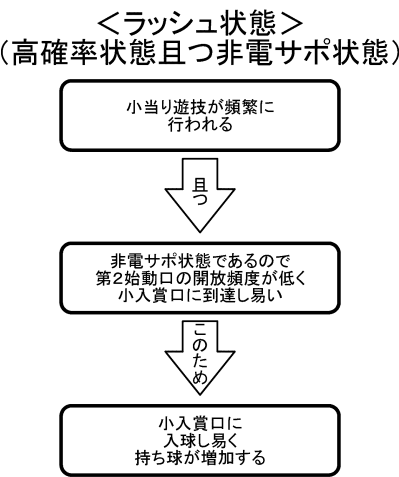 ＜ラッシュ状態＞
（高確率状態且つ非電サポ状態）
小当り遊技が頻繁に
行われる
且つ
非電サポ状態であるので
第２始動口の開放頻度が低く
小入賞口に到達し易い
このため
小入賞口に
入球し易く
持ち球が増加する